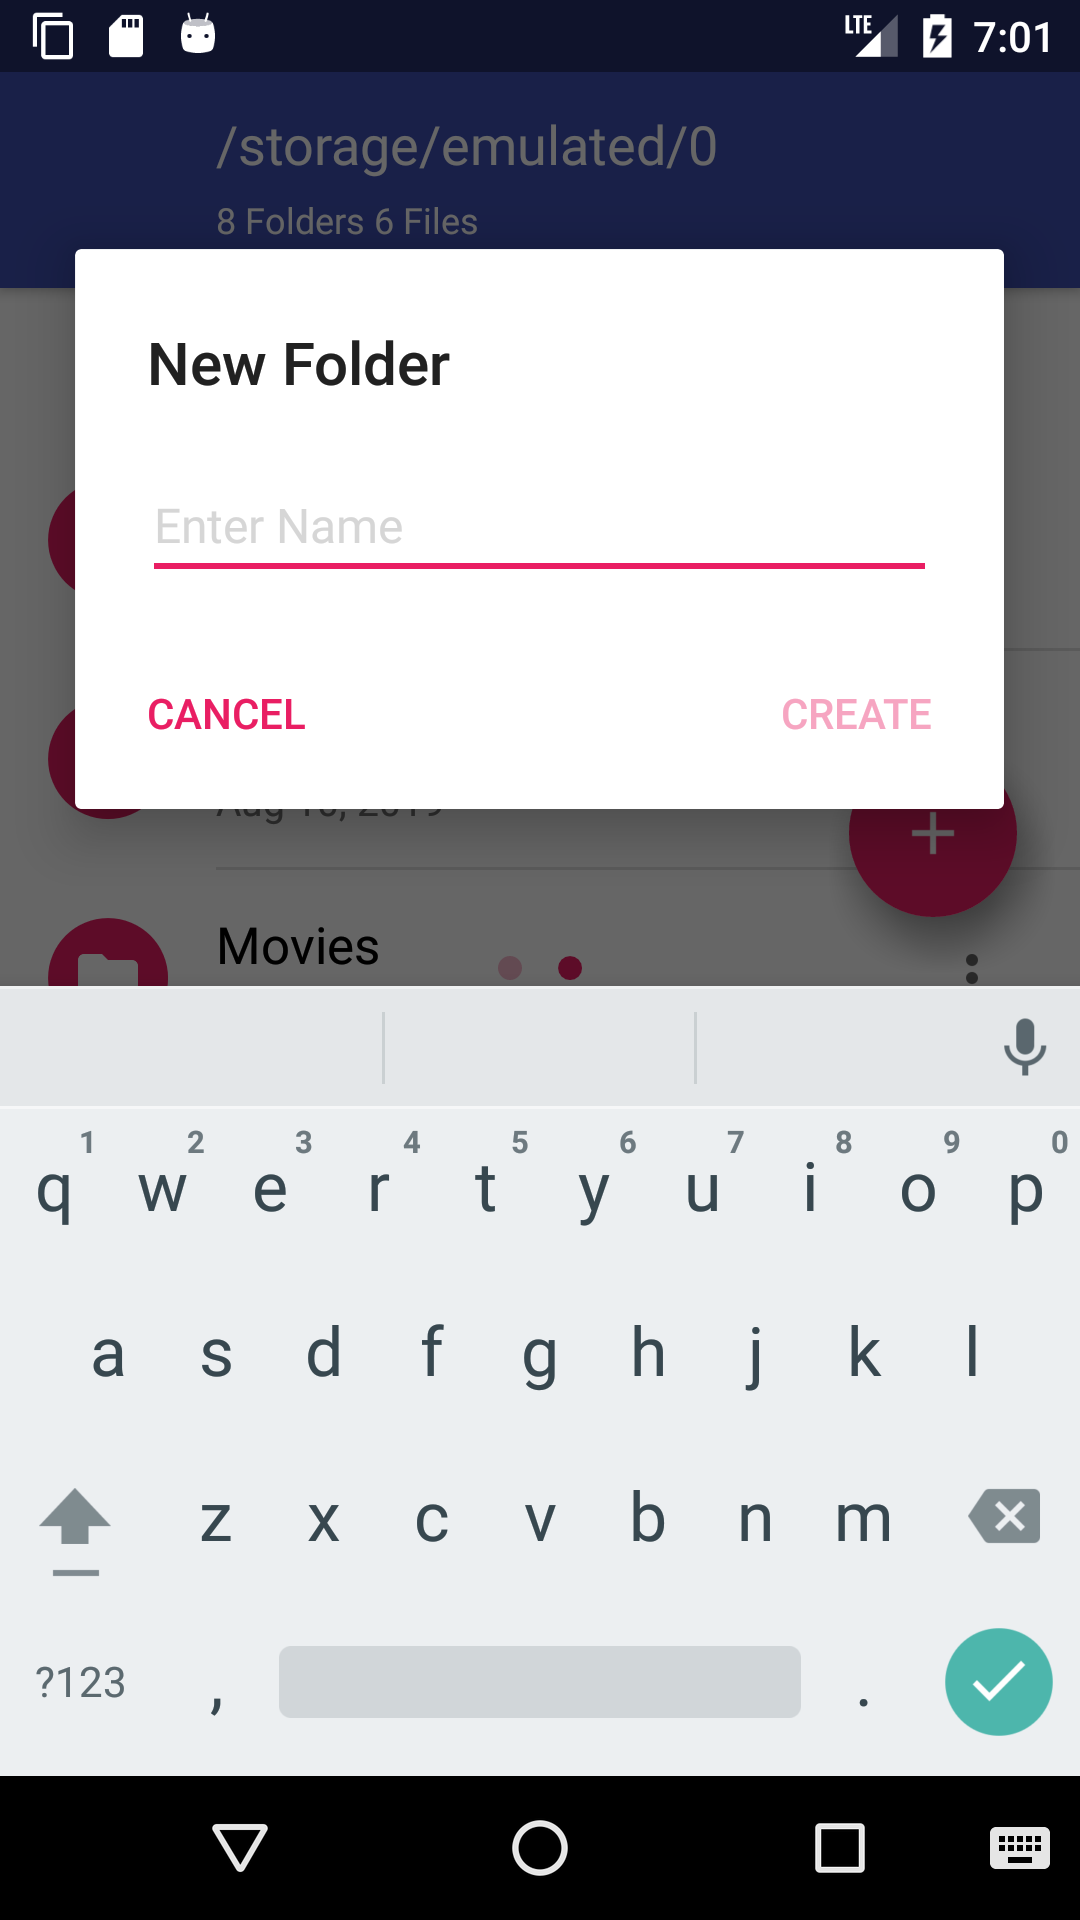 LTE 7:01
/storage/emulated/0
8 Folders 6 Files
New Folder
Enter Name
CANCEL CREATE
Movies
1 2 3 4 5 6 7 8 9 0
q w e r t y u i o p
a s d f g h j k l
z x c v b n m
?123 , .